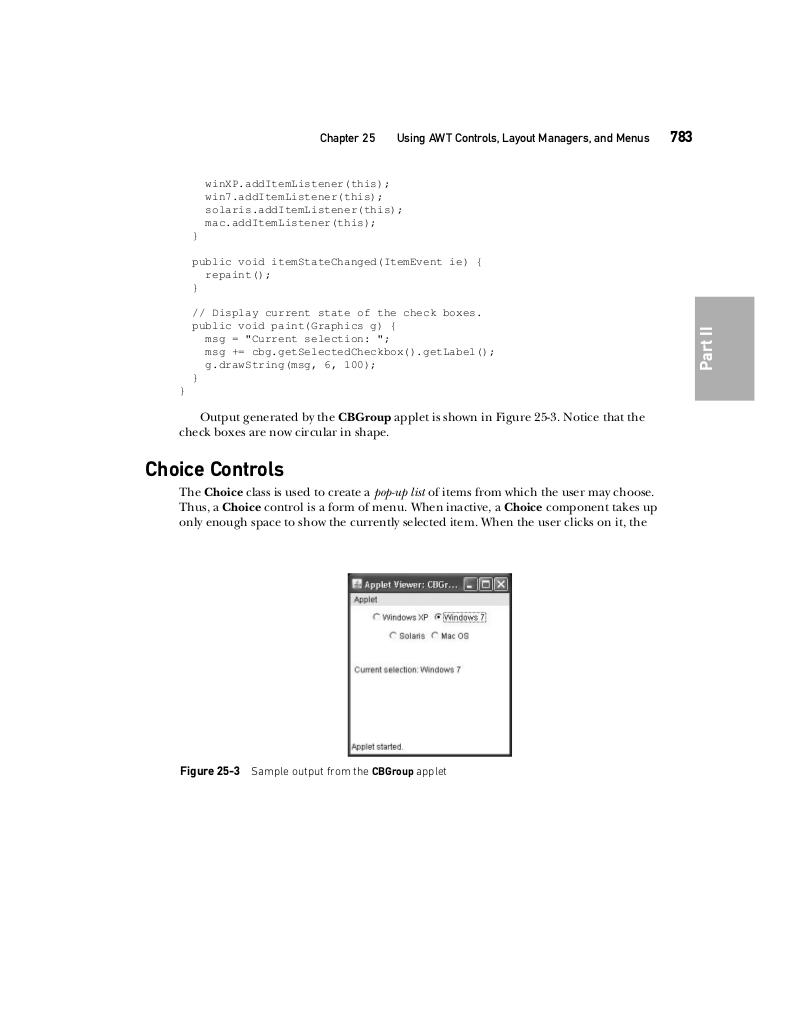 Chapter 25 Using AWT Controls, Layout Managers, and Menus 783
winXP.addItemListener(this);
win7.addItemListener(this);
solaris.addItemListener(this);
mac.addItemListener(this);
}
public void itemStateChanged(ItemEvent ie) {
repaint();
}
// Display current state of the check boxes.
public void paint(Graphics g) {
msg = "Current selection: ";
msg += cbg.getSelectedCheckbox().getLabel();
g.drawString(msg, 6, 100);
}
}
Part II
Output generated by the CBGroup applet is shown in Figure 25-3. Notice that the
check boxes are now circular in shape.
Choice Controls
The Choice class is used to create a pop-up list of items from which the user may choose.
Thus, a Choice control is a form of menu. When inactive, a Choice component takes up
only enough space to show the currently selected item. When the user clicks on it, the
Applet Viewer: CBGr...
Applet
Windows XP Windows 7
Solaris Mac OS
Current selection: Windows 7
Applet started.
Figure 25-3 Sample output from the CBGroup applet